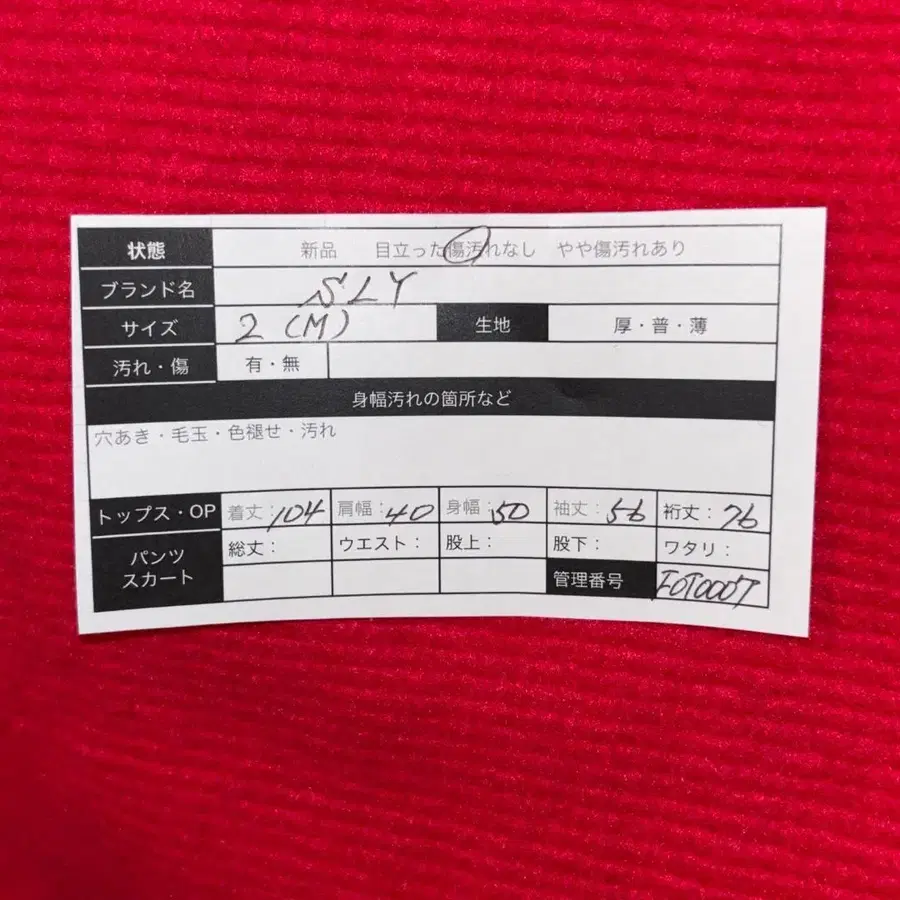 状態 新品 目立った傷汚れなし やや傷汚れあり
ブランド名 SLY
サイズ 2 (M) 生地 厚・普・薄
汚れ・傷 有・無
身幅汚れの箇所など
穴あき・毛玉・色褪せ・汚れ
トップス・OP 着丈:104 肩幅:40 身幅:50 袖丈:56 裄丈:76
パンツ スカート 総丈: ウエスト: 股上: 股下: ワタリ:
管理番号